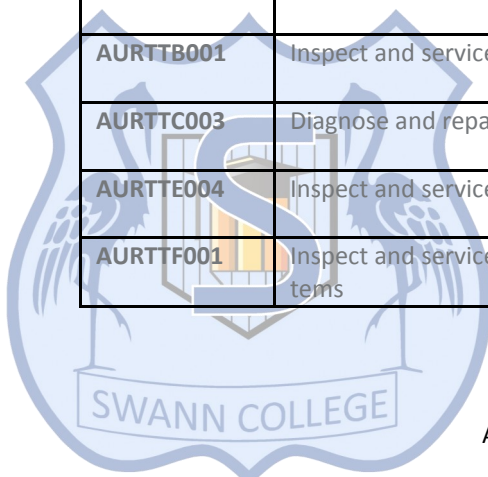 AURTTB001 Inspect and service
AURTTC003 Diagnose and repa
AURTTE004 Inspect and service
AURTTF001 Inspect and service
tems
S
SWANN COLLEGE
A